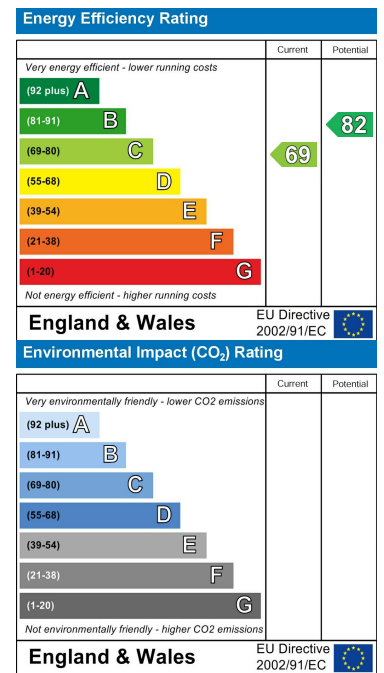 Energy Efficiency Rating
Current Potential
Very energy efficient - lower running costs
(92 plus) A
(81-91) B
82
(69-80) C
69
(55-68) D
(39-54) E
(21-38) F
(1-20) G
Not energy efficient - higher running costs
England & Wales
EU Directive
2002/91/EC
Environmental Impact (CO₂) Rating
Current Potential
Very environmentally friendly - lower CO2 emissions
(92 plus) A
(81-91) B
(69-80) C
(55-68) D
(39-54) E
(21-38) F
(1-20) G
Not environmentally friendly - higher CO2 emissions
England & Wales
EU Directive
2002/91/EC